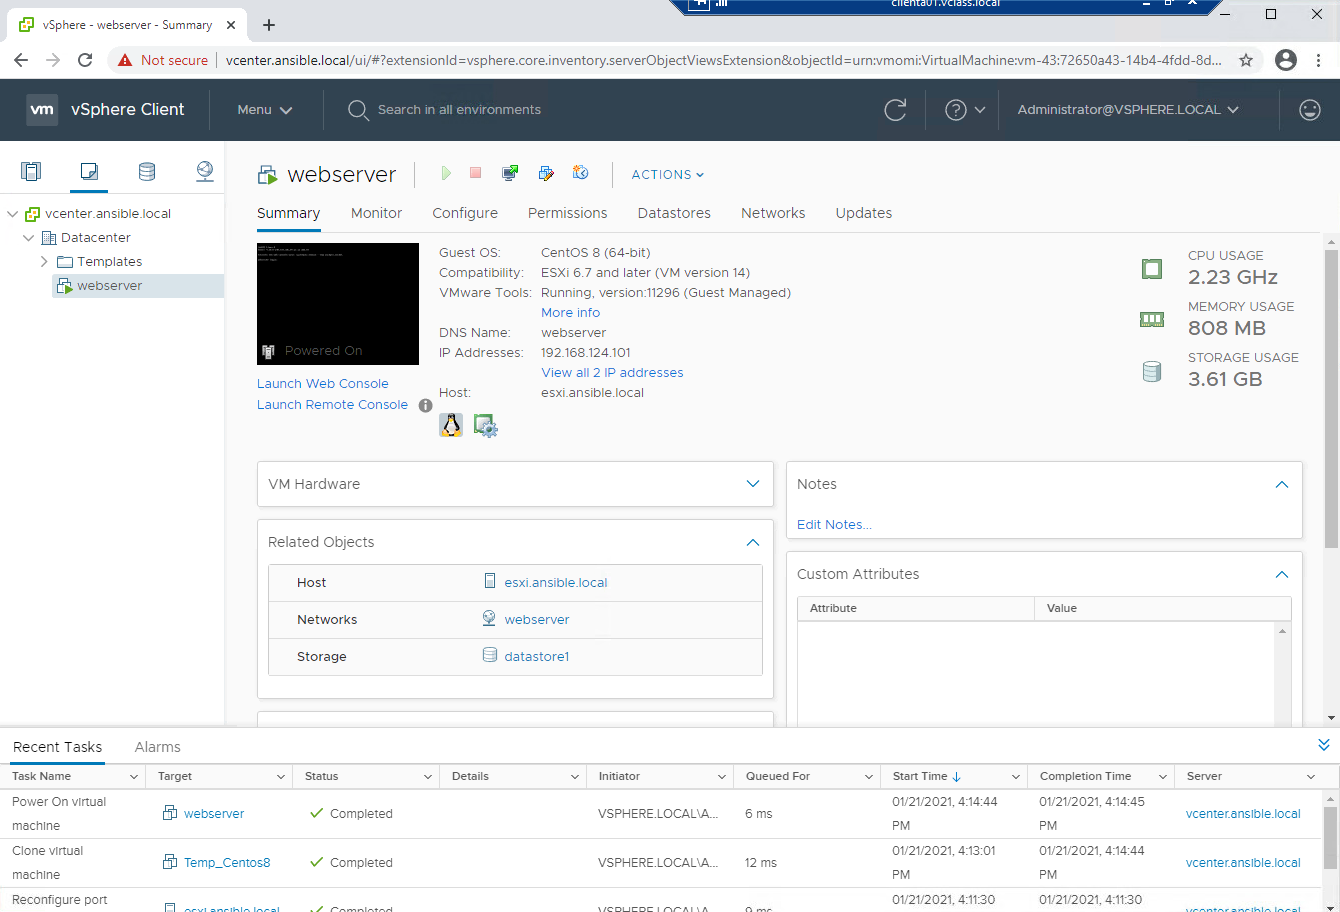 clienta01.vclass.local
vSphere - webserver - Summary
Not secure
vcenter.ansible.local/ui/#?extensionId=vsphere.core.inventory.serverObjectViewsExtension&objectId=urn:vmomi:VirtualMachine:vm-43:72650a43-14b4-4fdd-8d...
vm vSphere Client Menu Search in all environments Administrator@VSPHERE.LOCAL
vcenter.ansible.local
Datacenter
Templates
webserver
webserver ACTIONS
Summary Monitor Configure Permissions Datastores Networks Updates
Powered On
Launch Web Console
Launch Remote Console
Guest OS: CentOS 8 (64-bit)
Compatibility: ESXi 6.7 and later (VM version 14)
VMware Tools: Running, version:11296 (Guest Managed)
More info
DNS Name: webserver
IP Addresses: 192.168.124.101
View all 2 IP addresses
Host: esxi.ansible.local
CPU USAGE
2.23 GHz
MEMORY USAGE
808 MB
STORAGE USAGE
3.61 GB
VM Hardware
Related Objects
Host esxi.ansible.local
Networks webserver
Storage datastore1
Notes
Edit Notes...
Custom Attributes
Attribute Value
Recent Tasks Alarms
Task Name Target Status Details Initiator Queued For Start Time Completion Time Server
Power On virtual machine webserver Completed VSPHERE.LOCAL\A... 6 ms 01/21/2021, 4:14:44 PM 01/21/2021, 4:14:45 PM vcenter.ansible.local
Clone virtual machine Temp_Centos8 Completed VSPHERE.LOCAL\A... 12 ms 01/21/2021, 4:13:01 PM 01/21/2021, 4:14:44 PM vcenter.ansible.local
Reconfigure port esxi.ansible.local Completed VSPHERE.LOCAL\A... 9 ms 01/21/2021, 4:11:30 01/21/2021, 4:11:30 vcenter.ansible.local